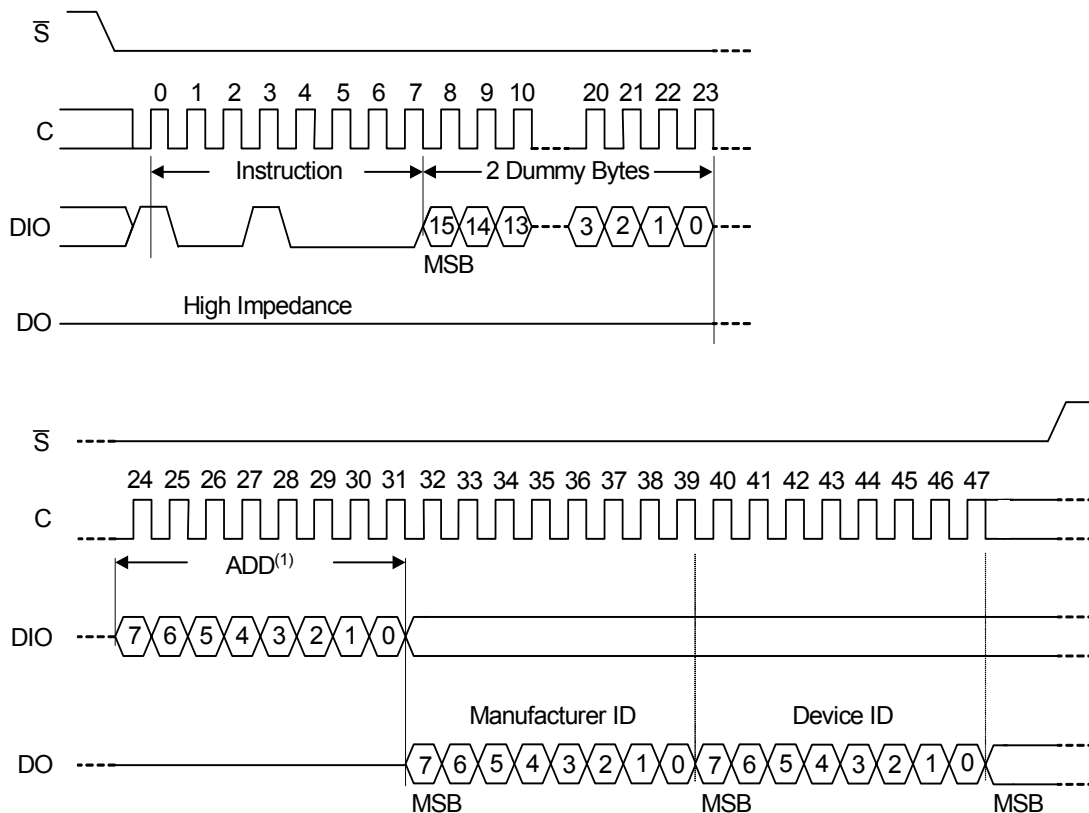 S
0 1 2 3 4 5 6 7 8 9 10 20 21 22 23
C
Instruction 2 Dummy Bytes
DIO 15 14 13 3 2 1 0
MSB
High Impedance
DO
S
24 25 26 27 28 29 30 31 32 33 34 35 36 37 38 39 40 41 42 43 44 45 46 47
C
ADD(1)
DIO 7 6 5 4 3 2 1 0
Manufacturer ID Device ID
DO 7 6 5 4 3 2 1 0 7 6 5 4 3 2 1 0
MSB MSB MSB